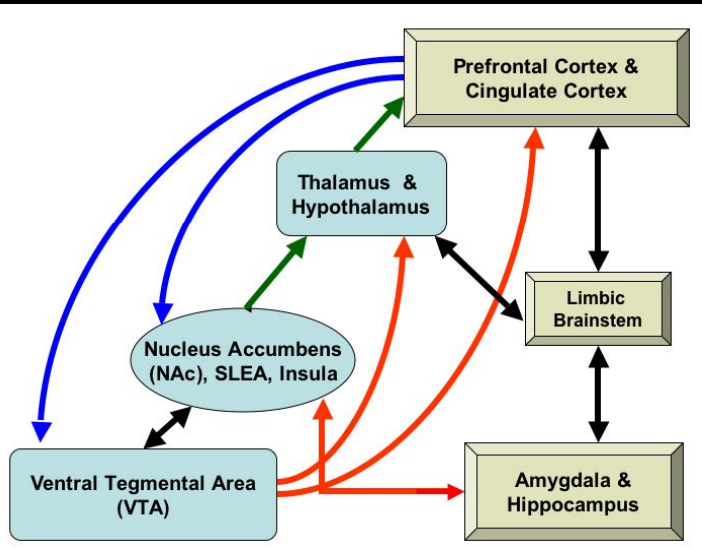 Prefrontal Cortex &
Cingulate Cortex
Thalamus &
Hypothalamus
Limbic
Brainstem
Nucleus Accumbens
(NAc), SLEA, Insula
Ventral Tegmental Area
(VTA)
Amygdala &
Hippocampus